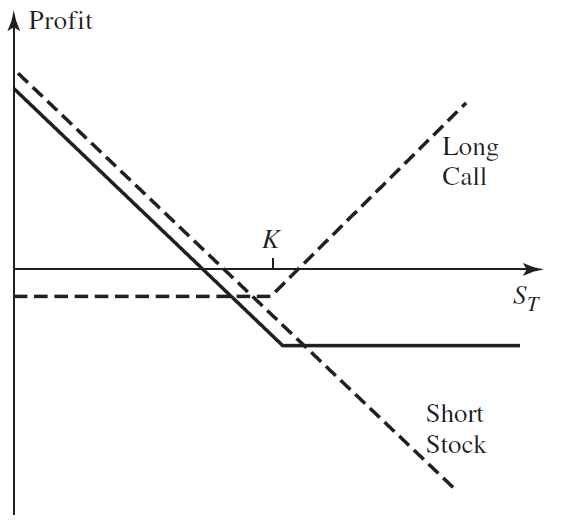 Profit
Long
Call
K
S_T
Short
Stock